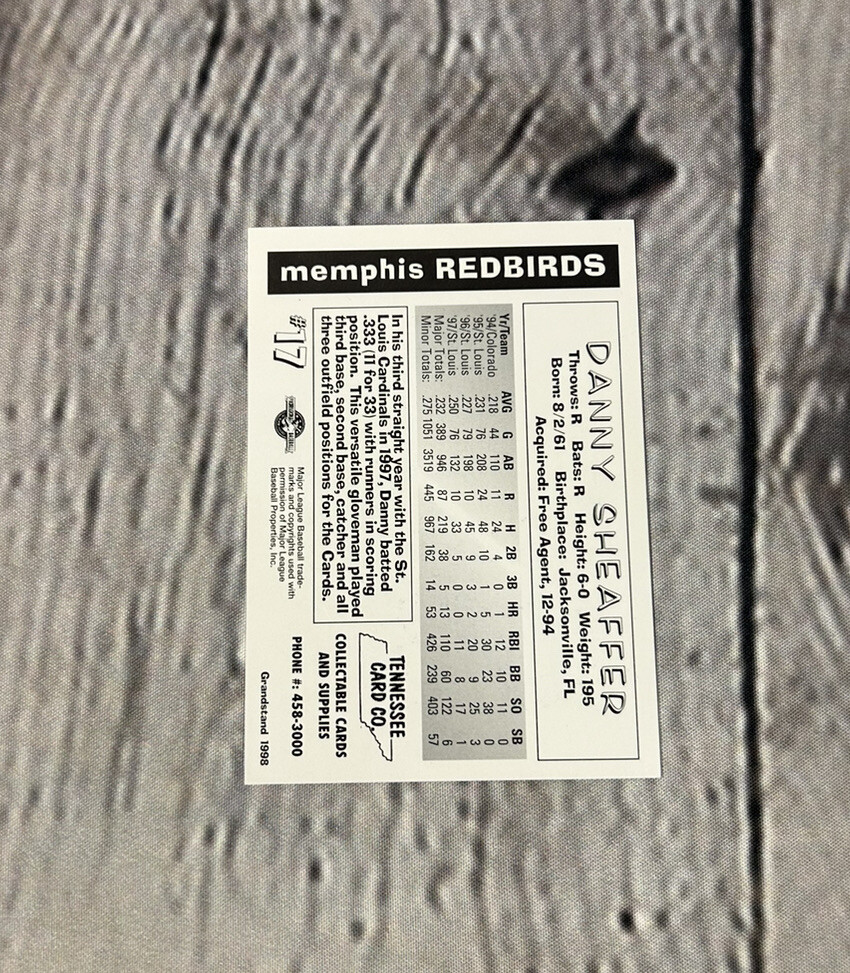 memphis REDBIRDS
DANNY SHEAFFER
Throws: R Bats: R Height: 6-0 Weight: 195
Born: 8/2/61 Birthplace: Jacksonville, FL
Acquired: Free Agent, 12-94
Yr/Team AVG G AB R H 2B 3B HR RBI BB SO SB
'94/Colorado .218 44 110 11 24 4 0 1 12 10 11 0
'95/St. Louis .231 76 208 24 48 10 1 5 30 23 38 0
'96/St. Louis .227 79 198 10 45 9 3 2 20 9 25 3
'97/St. Louis .250 76 132 10 33 5 0 0 11 8 17 1
Major Totals: .232 389 946 87 219 38 5 13 110 60 122 6
Minor Totals: .275 1051 3519 445 967 162 14 53 426 239 403 57
In his third straight year with the St.
Louis Cardinals in 1997, Danny batted
.333 (11 for 33) with runners in scoring
position. This versatile gloveman played
third base, second base, catcher and all
three outfield positions for the Cards.
TENNESSEE
CARD CO.
COLLECTABLE CARDS
AND SUPPLIES
PHONE #: 458-3000
#17
Major League Baseball trade-
marks and copyrights used with
permission of Major League
Baseball Properties, Inc.
Grandstand 1998